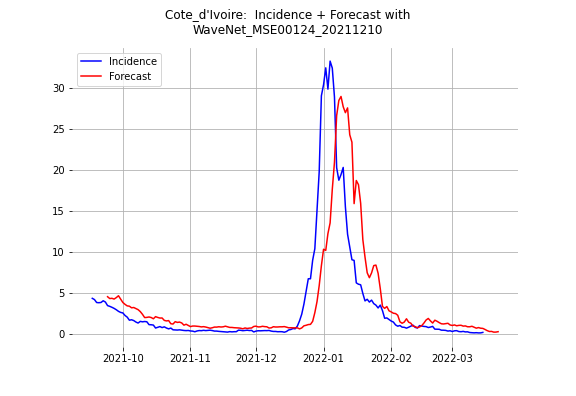 Cote_d'Ivoire:  Incidence + Forecast with
WaveNet_MSE00124_20211210
Incidence
Forecast
30
25
20
15
10
5
0
2021-10 2021-11 2021-12 2022-01 2022-02 2022-03